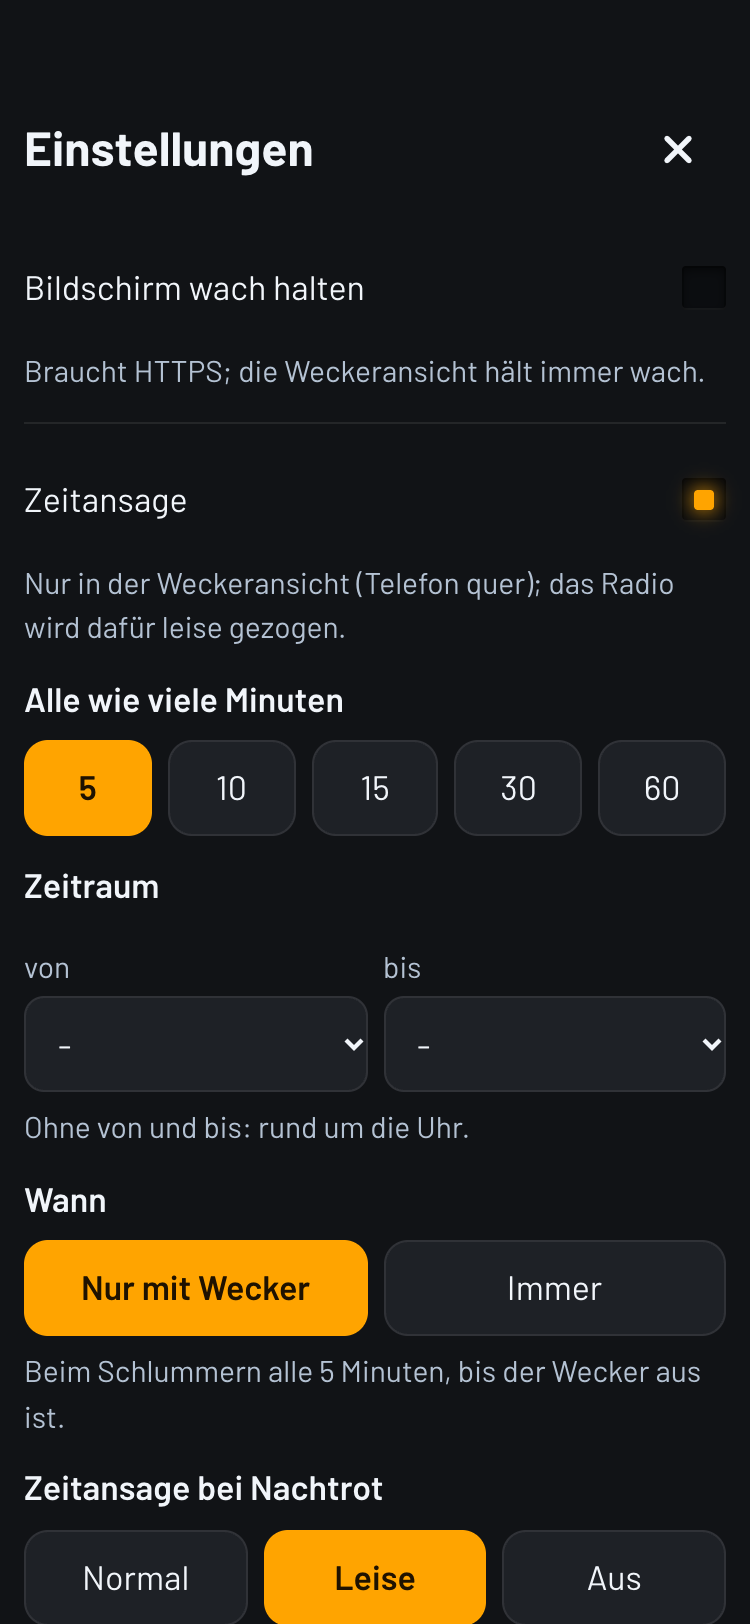 Einstellungen
Bildschirm wach halten
Braucht HTTPS; die Weckeransicht hält immer wach.
Zeitansage
Nur in der Weckeransicht (Telefon quer); das Radio
wird dafür leise gezogen.
Alle wie viele Minuten
5 10 15 30 60
Zeitraum
von bis
– –
Ohne von und bis: rund um die Uhr.
Wann
Nur mit Wecker Immer
Beim Schlummern alle 5 Minuten, bis der Wecker aus
ist.
Zeitansage bei Nachtrot
Normal Leise Aus